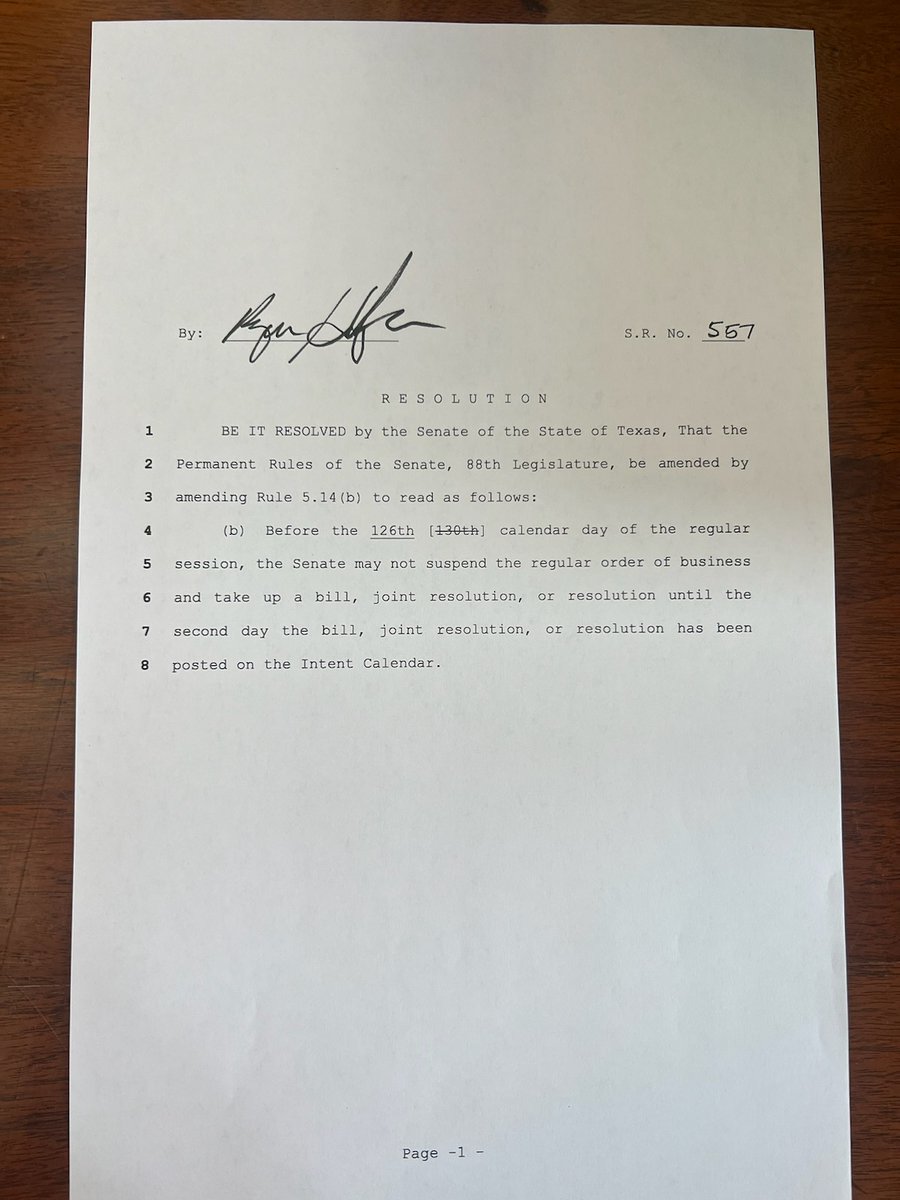 By: S.R. No. 557
RESOLUTION
1 BE IT RESOLVED by the Senate of the State of Texas, That the
2 Permanent Rules of the Senate, 88th Legislature, be amended by
3 amending Rule 5.14(b) to read as follows:
4 (b) Before the 126th [130th] calendar day of the regular
5 session, the Senate may not suspend the regular order of business
6 and take up a bill, joint resolution, or resolution until the
7 second day the bill, joint resolution, or resolution has been
8 posted on the Intent Calendar.
Page -1 -